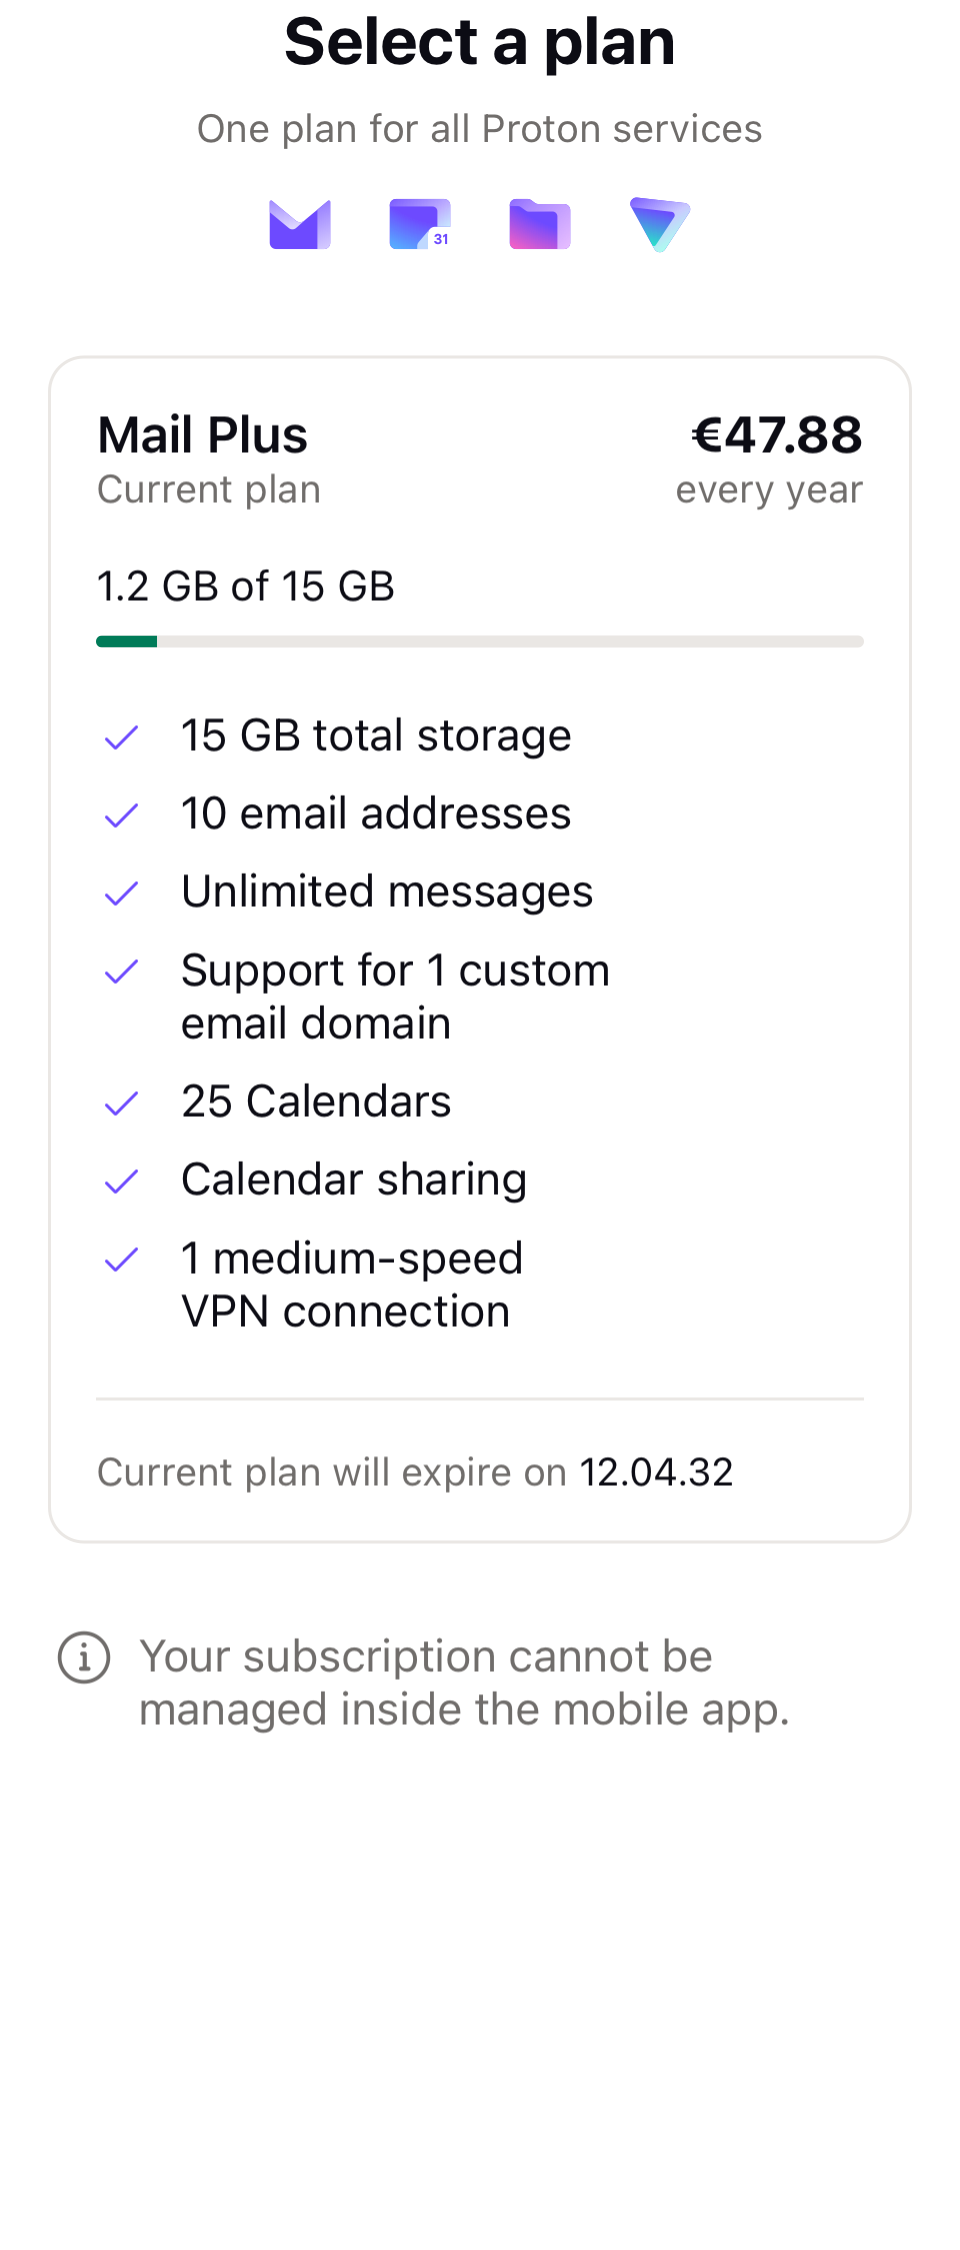 Select a plan
One plan for all Proton services
31
Mail Plus
€47.88
Current plan
every year
1.2 GB of 15 GB
15 GB total storage
10 email addresses
Unlimited messages
Support for 1 custom
email domain
25 Calendars
Calendar sharing
1 medium-speed
VPN connection
Current plan will expire on 12.04.32
Your subscription cannot be
managed inside the mobile app.